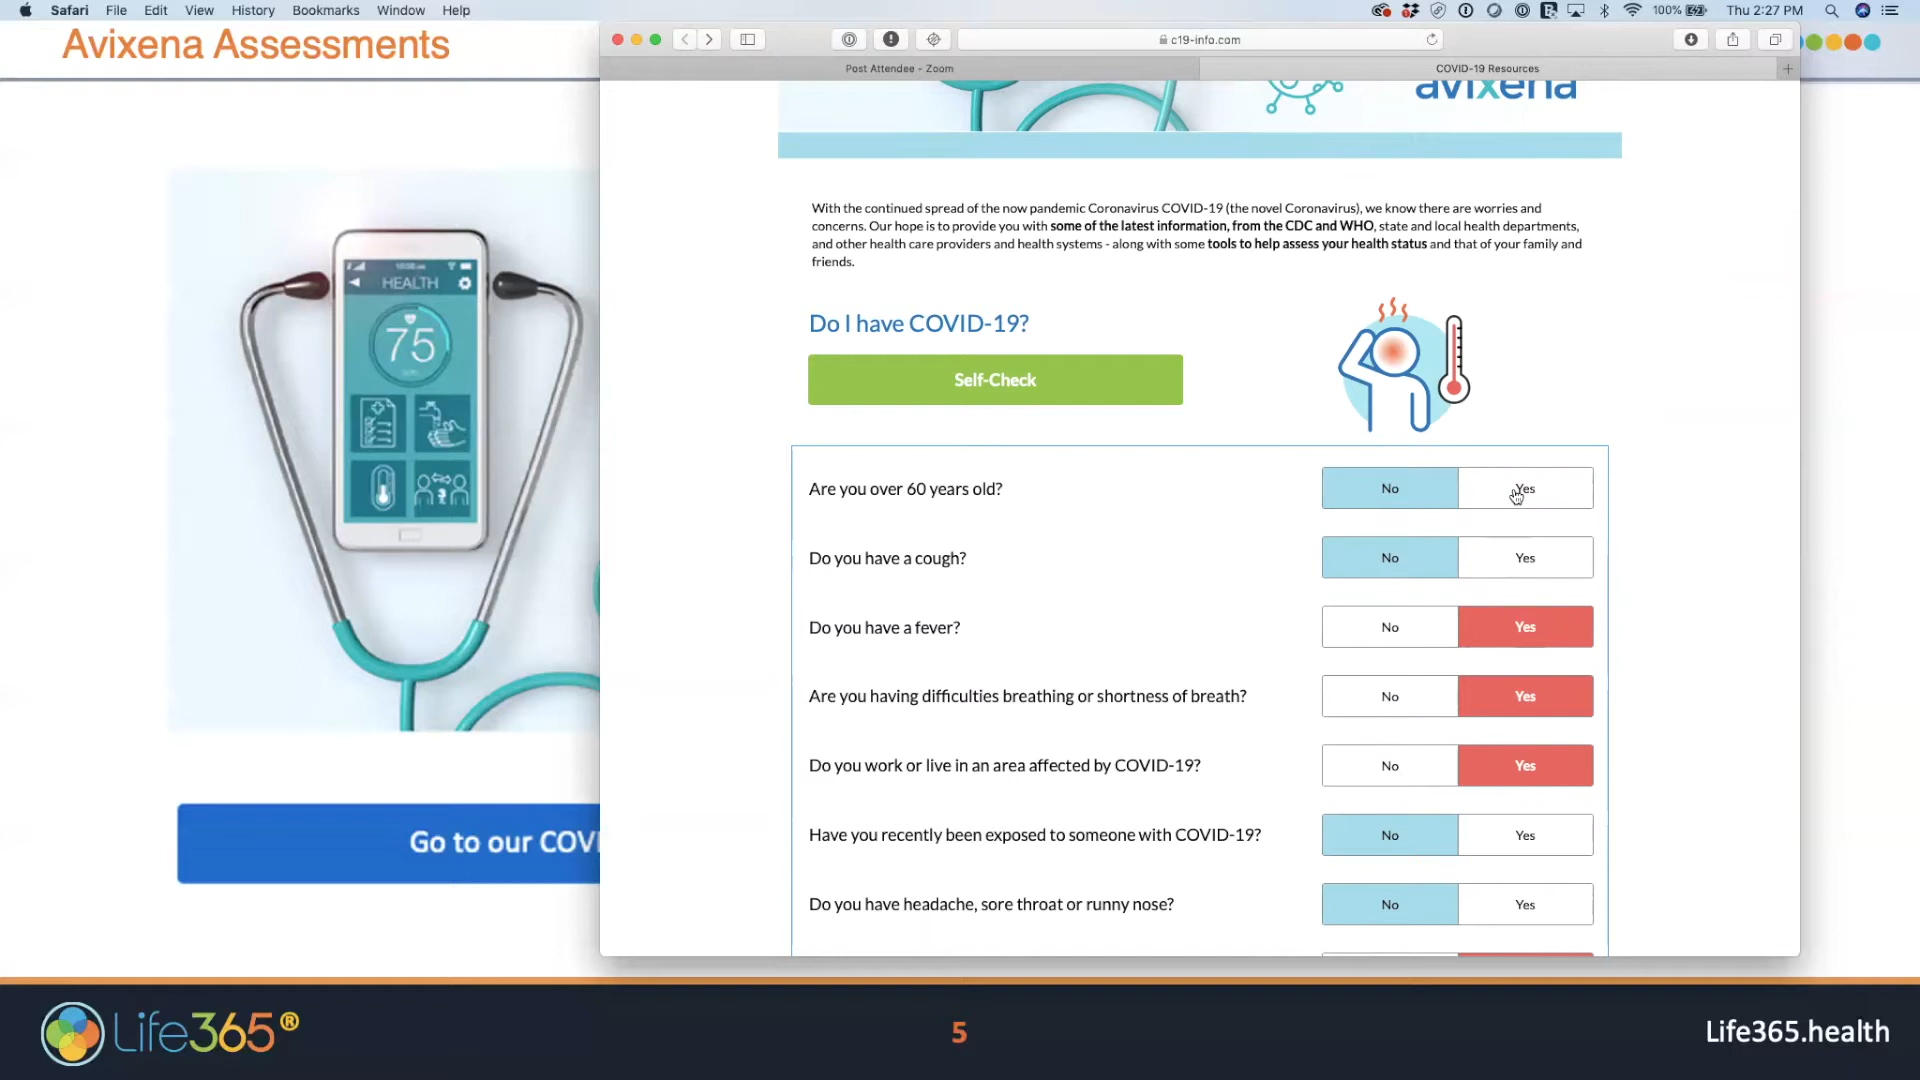 Safari File Edit View History Bookmarks Window Help
100% Thu 2:27 PM
Avixena Assessments
c19-info.com
Post Attendee - Zoom
COVID-19 Resources
avixena
With the continued spread of the now pandemic Coronavirus COVID-19 (the novel Coronavirus), we know there are worries and
concerns. Our hope is to provide you with some of the latest information, from the CDC and WHO, state and local health departments,
and other health care providers and health systems - along with some tools to help assess your health status and that of your family and
friends.
HEALTH
75
Do I have COVID-19?
Self-Check
Are you over 60 years old? No Yes
Do you have a cough? No Yes
Do you have a fever? No Yes
Are you having difficulties breathing or shortness of breath? No Yes
Do you work or live in an area affected by COVID-19? No Yes
Have you recently been exposed to someone with COVID-19? No Yes
Do you have headache, sore throat or runny nose? No Yes
Go to our COVI
Life365®
5
Life365.health